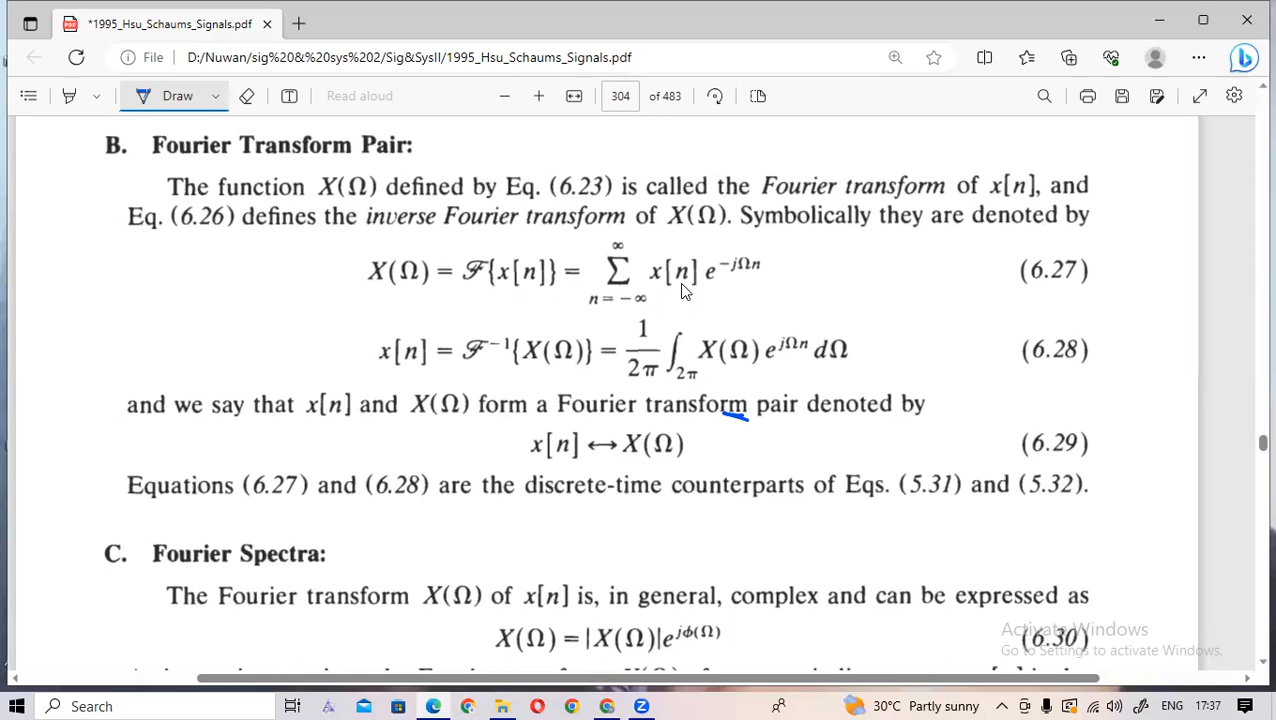 *1995_Hsu_Schaums_Signals.pdf
File D:/Nuwan/sig%20&%20sys%202/Sig&SysII/1995_Hsu_Schaums_Signals.pdf
Draw Read aloud 304 of 483
B. Fourier Transform Pair:
The function X(Ω) defined by Eq. (6.23) is called the Fourier transform of x[n], and
Eq. (6.26) defines the inverse Fourier transform of X(Ω). Symbolically they are denoted by
X(Ω) = ℱ{x[n]} = ∑_{n=-∞}^{∞} x[n] e^{-jΩn} (6.27)
x[n] = ℱ^{-1}{X(Ω)} = \frac{1}{2π} ∫_{2π} X(Ω) e^{jΩn} dΩ (6.28)
and we say that x[n] and X(Ω) form a Fourier transform pair denoted by
x[n] ↔ X(Ω) (6.29)
Equations (6.27) and (6.28) are the discrete-time counterparts of Eqs. (5.31) and (5.32).
C. Fourier Spectra:
The Fourier transform X(Ω) of x[n] is, in general, complex and can be expressed as
X(Ω) = |X(Ω)|e^{jϕ(Ω)} (6.30)
Activate Windows
Go to Settings to activate Windows.
Search 30°C Partly sunny ENG 17:37